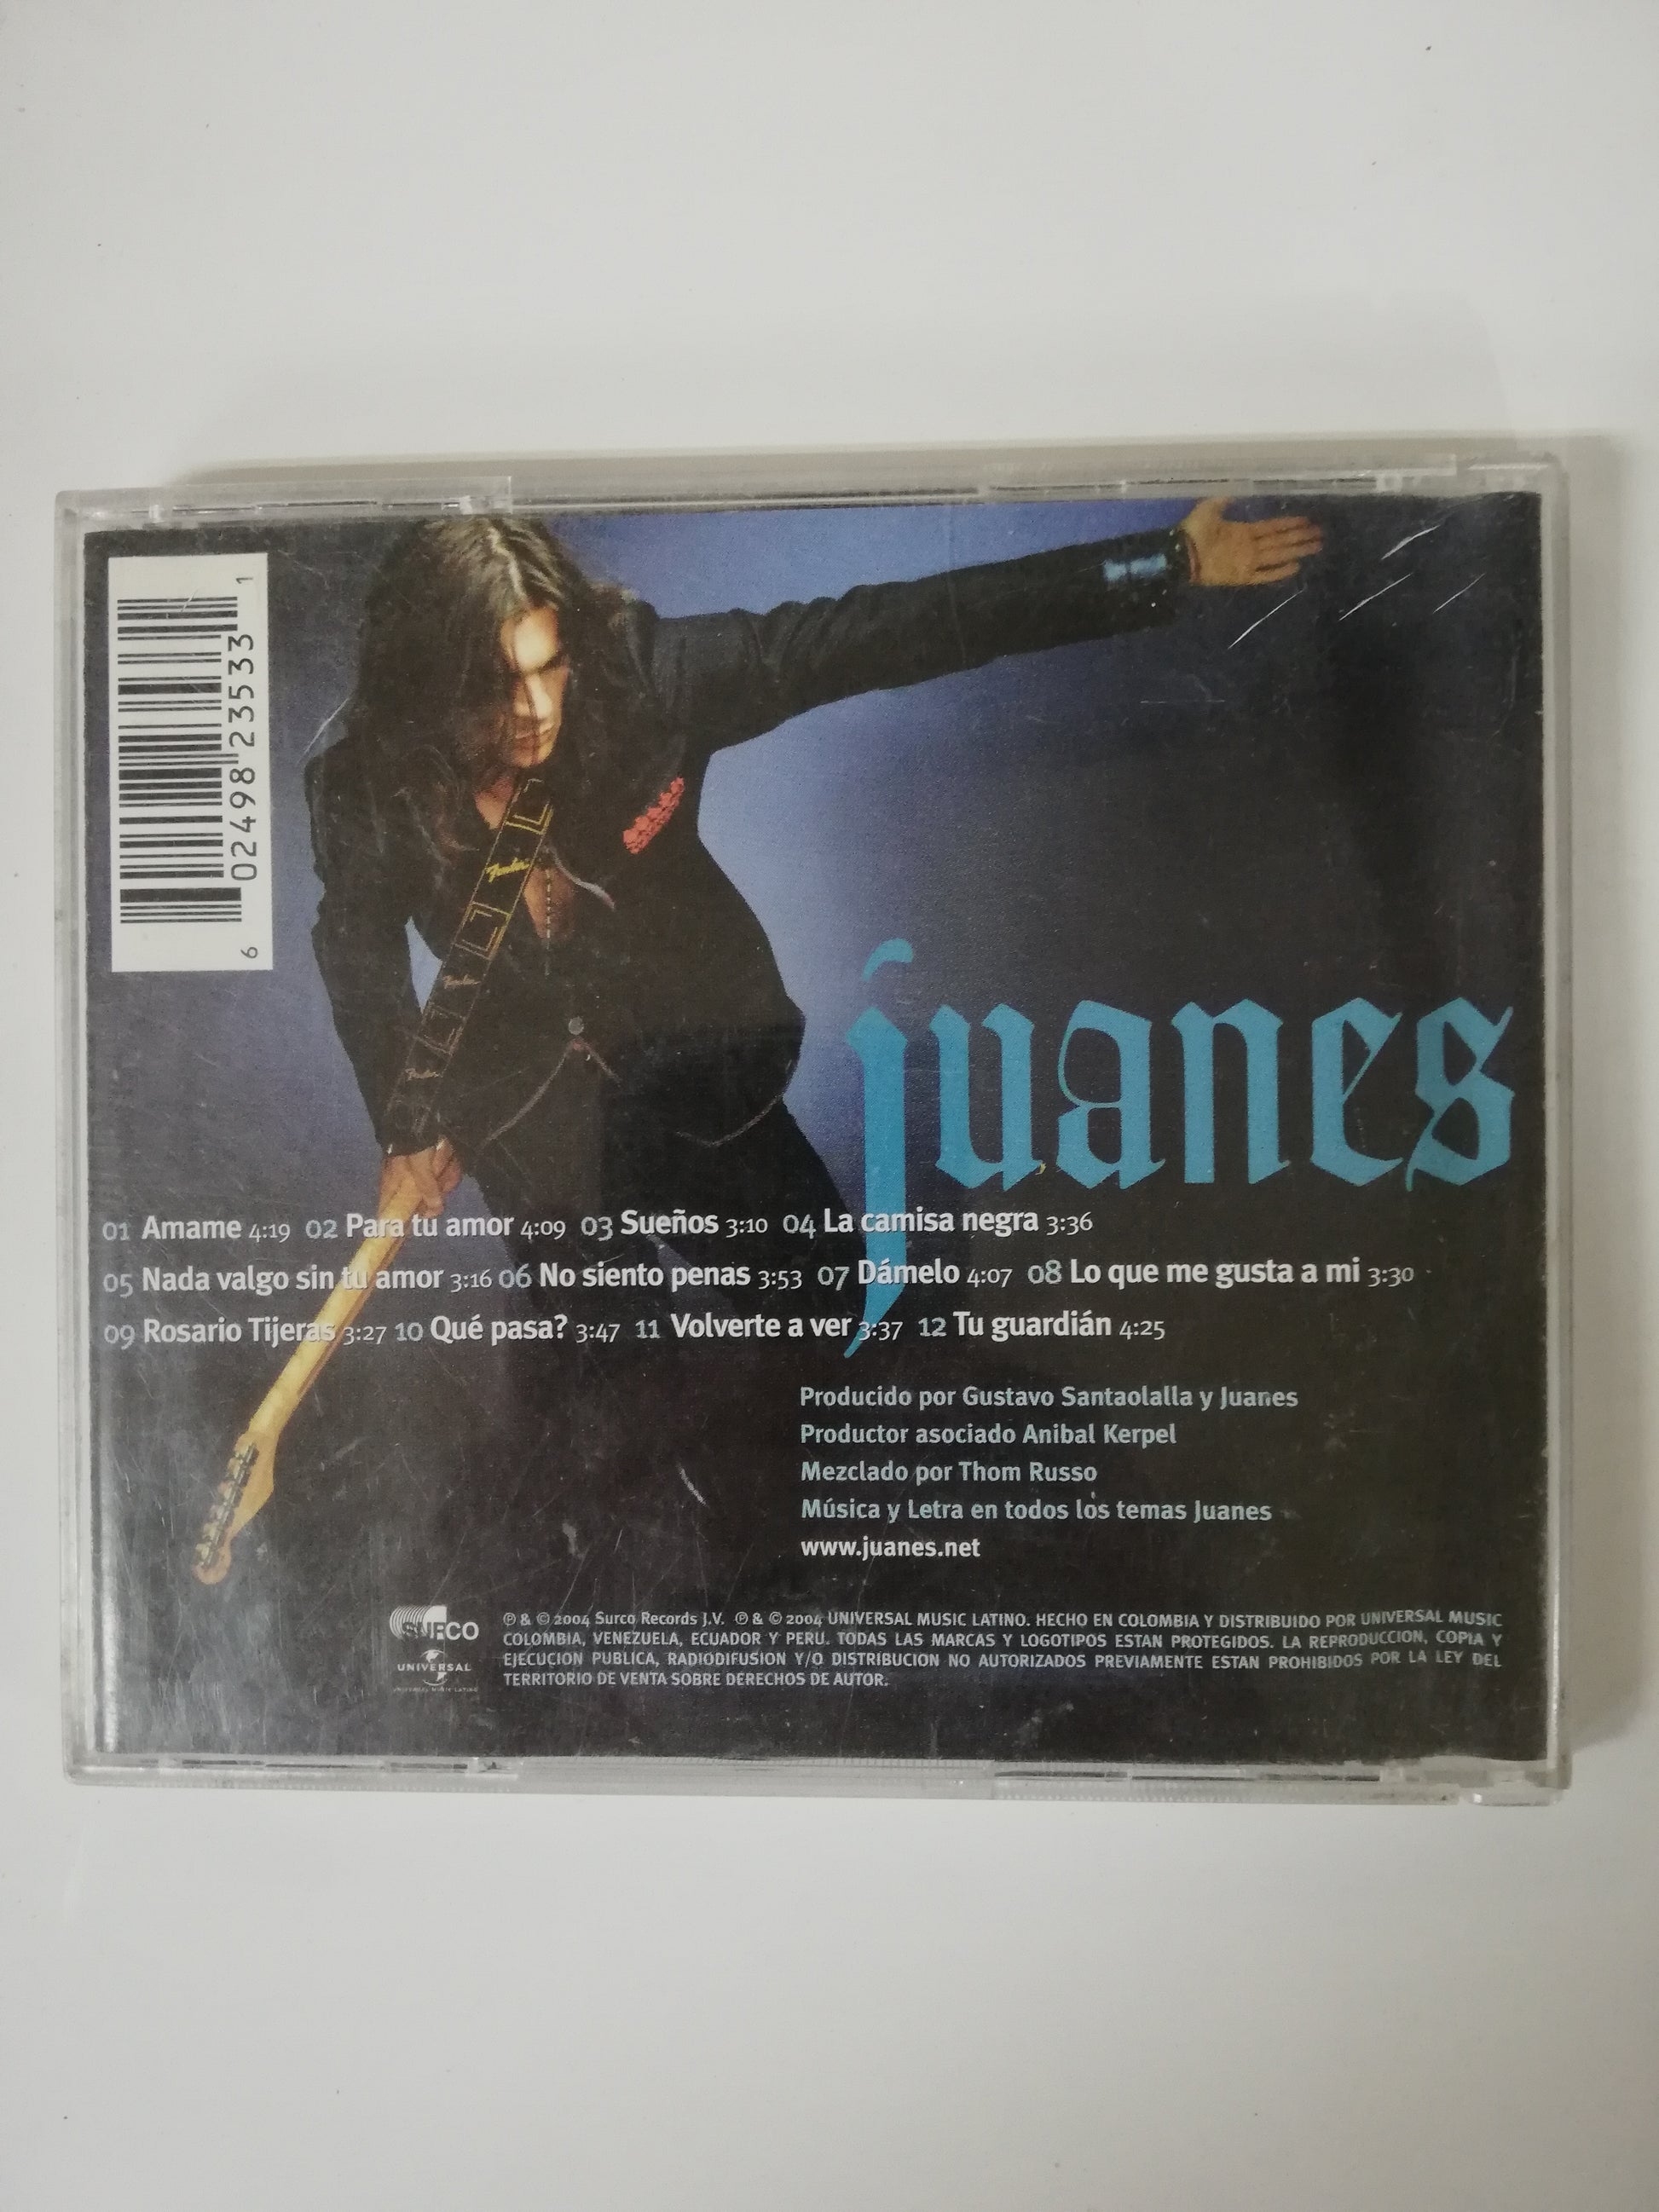 6 02498 23533 1
Fender
Fender
Fender
juanes
01 Amame 4:19 02 Para tu amor 4:09 03 Sueños 3:10 04 La camisa negra 3:36
05 Nada valgo sin tu amor 3:16 06 No siento penas 3:53 07 Dámelo 4:07 08 Lo que me gusta a mi 3:30
09 Rosario Tijeras 3:27 10 Qué pasa? 3:47 11 Volverte a ver 3:37 12 Tu guardián 4:25
Producido por Gustavo Santaolalla y Juanes
Productor asociado Anibal Kerpel
Mezclado por Thom Russo
Música y Letra en todos los temas Juanes
www.juanes.net
SURCO
UNIVERSAL
UNIVERSAL MUSIC LATINO
℗ & © 2004 Surco Records J.V. ℗ & © 2004 UNIVERSAL MUSIC LATINO. HECHO EN COLOMBIA Y DISTRIBUIDO POR UNIVERSAL MUSIC
COLOMBIA, VENEZUELA, ECUADOR Y PERU. TODAS LAS MARCAS Y LOGOTIPOS ESTAN PROTEGIDOS. LA REPRODUCCION, COPIA Y
EJECUCION PUBLICA, RADIODIFUSION Y/O DISTRIBUCION NO AUTORIZADOS PREVIAMENTE ESTAN PROHIBIDOS POR LA LEY DEL
TERRITORIO DE VENTA SOBRE DERECHOS DE AUTOR.